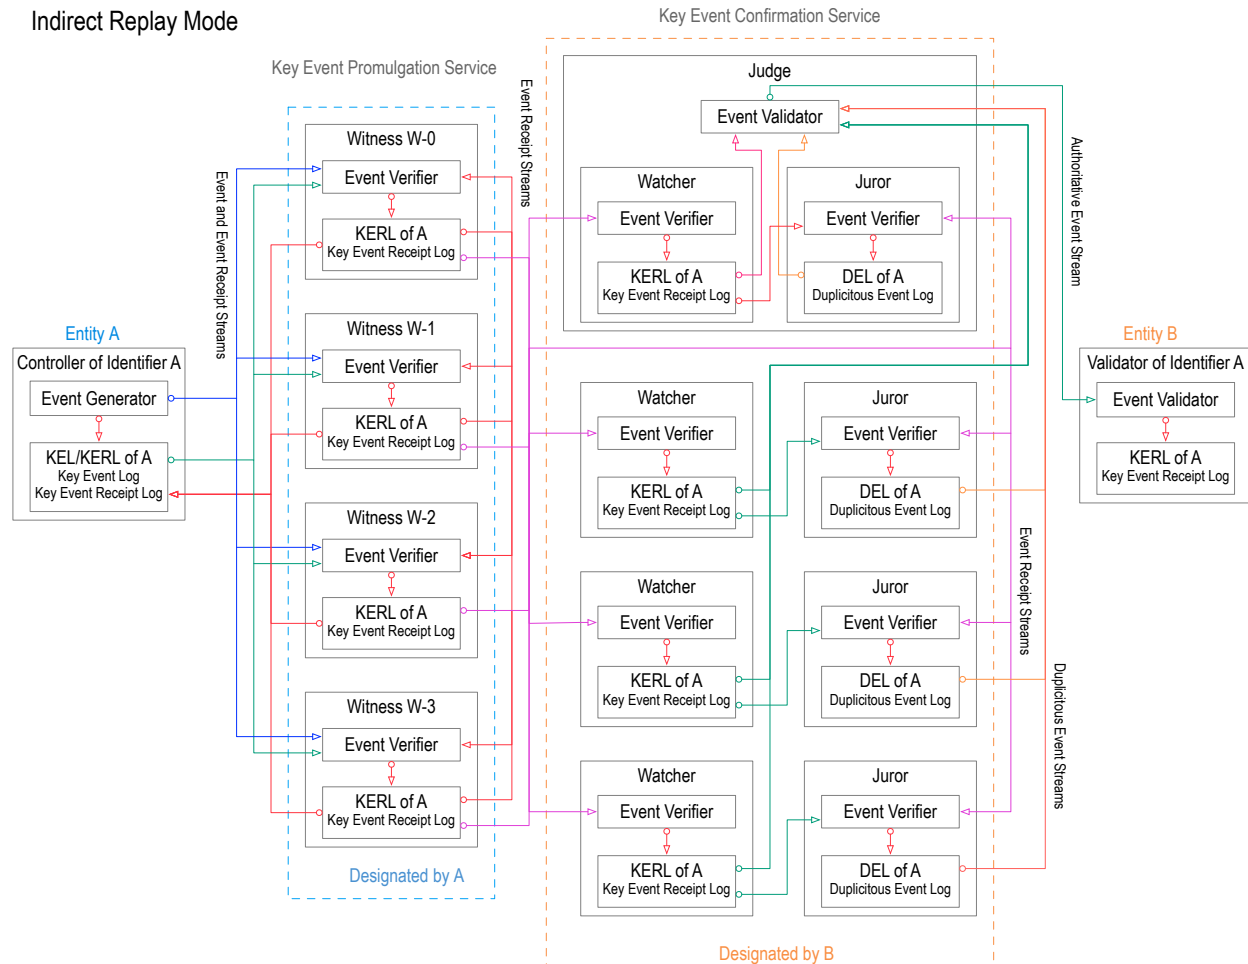 Indirect Replay Mode
Key Event Confirmation Service
Key Event Promulgation Service
Event and Event Receipt Streams
Event Receipt Streams
Entity A
Controller of Identifier A
Event Generator
KEL/KERL of A
Key Event Log
Key Event Receipt Log
Witness W-0
Event Verifier
KERL of A
Key Event Receipt Log
Witness W-1
Event Verifier
KERL of A
Key Event Receipt Log
Witness W-2
Event Verifier
KERL of A
Key Event Receipt Log
Witness W-3
Event Verifier
KERL of A
Key Event Receipt Log
Designated by A
Judge
Event Validator
Watcher
Event Verifier
KERL of A
Key Event Receipt Log
Juror
Event Verifier
DEL of A
Duplicitous Event Log
Watcher
Event Verifier
KERL of A
Key Event Receipt Log
Juror
Event Verifier
DEL of A
Duplicitous Event Log
Watcher
Event Verifier
KERL of A
Key Event Receipt Log
Juror
Event Verifier
DEL of A
Duplicitous Event Log
Watcher
Event Verifier
KERL of A
Key Event Receipt Log
Juror
Event Verifier
DEL of A
Duplicitous Event Log
Designated by B
Authoritative Event Stream
Event Receipt Streams
Duplicitous Event Streams
Entity B
Validator of Identifier A
Event Validator
KERL of A
Key Event Receipt Log